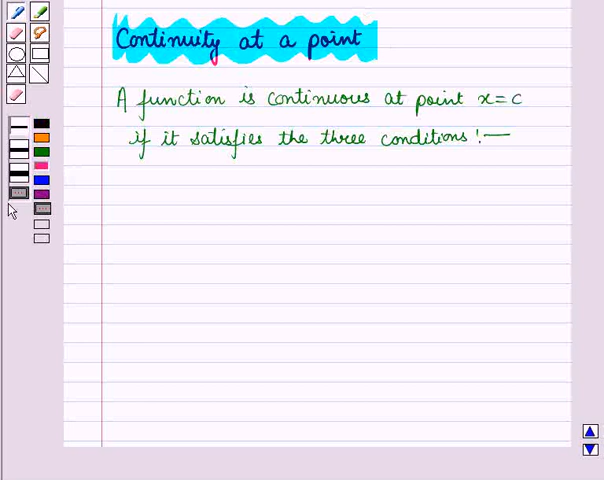 Continuity at a point
A function is continuous at point x=c
if it satisfies the three conditions :—